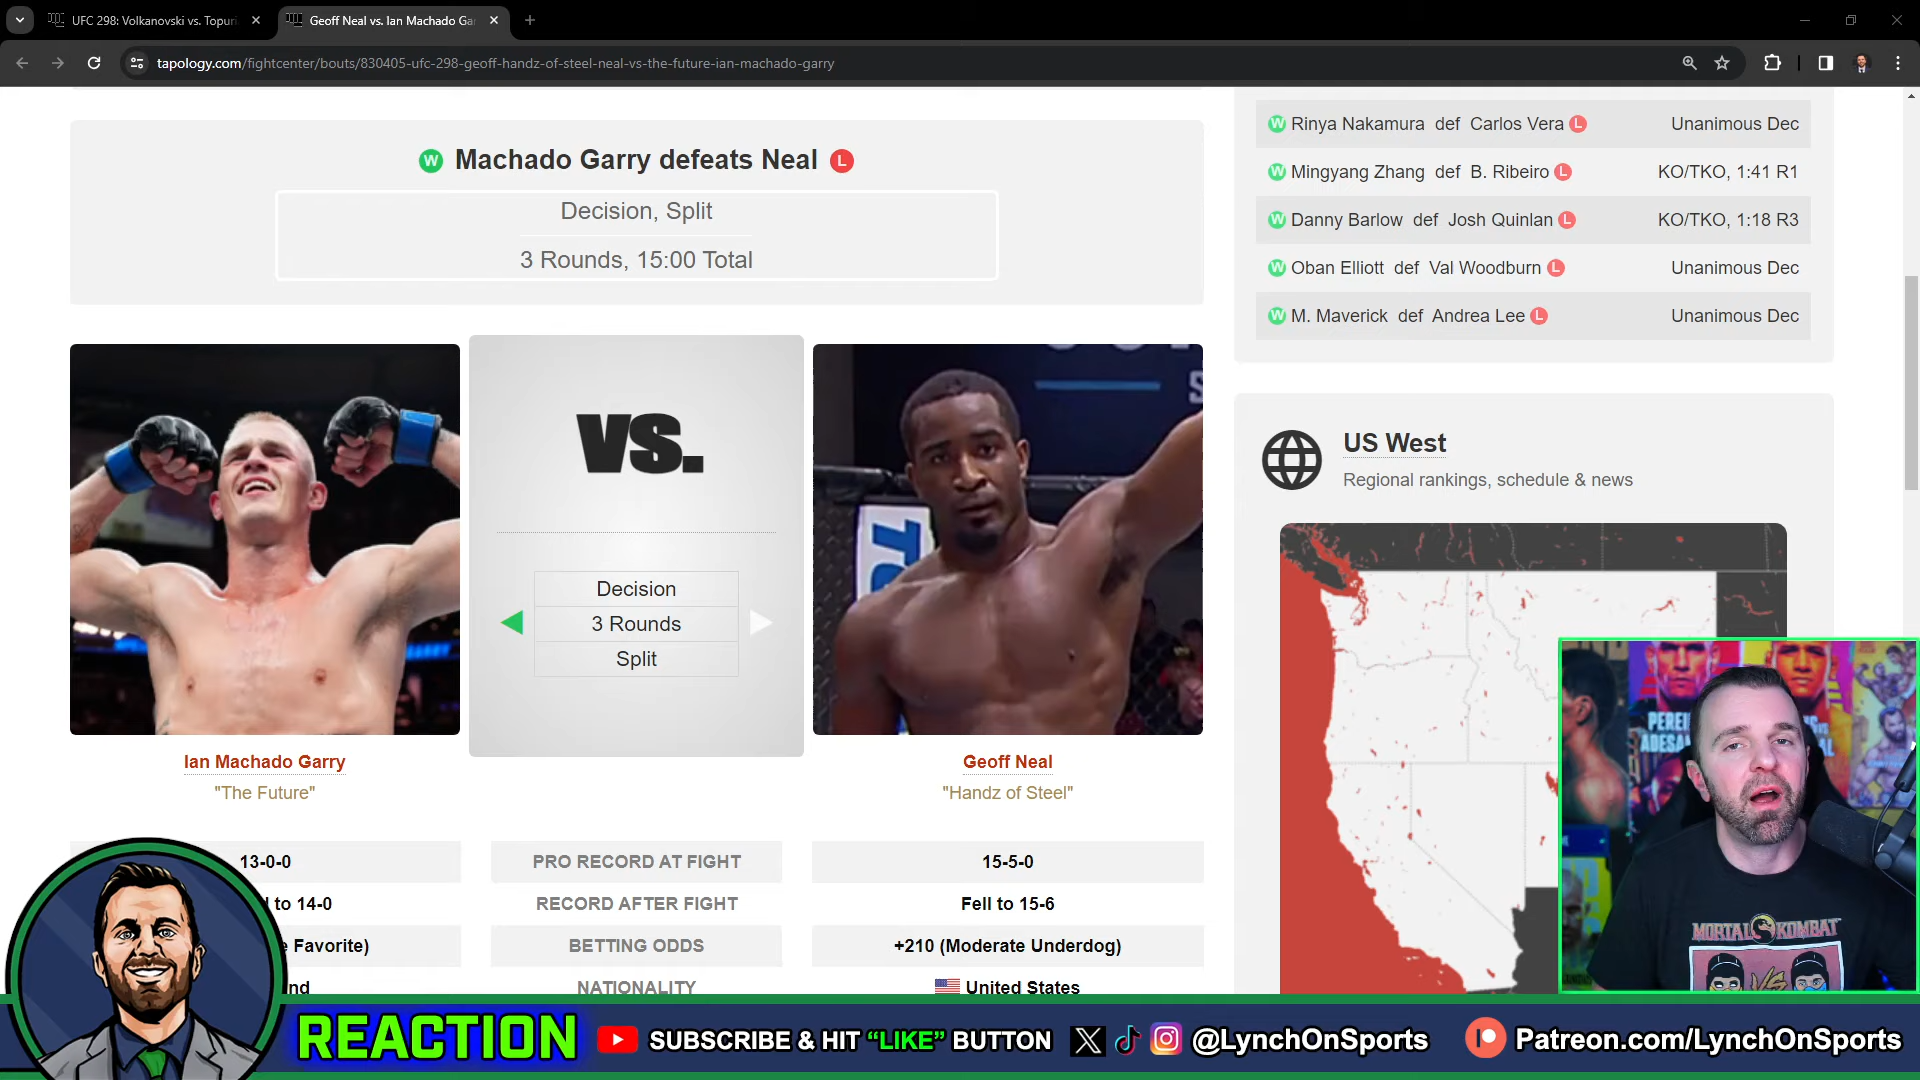 UFC 298: Volkanovski vs. Topuri
Geoff Neal vs. Ian Machado Ga
tapology.com/fightcenter/bouts/830405-ufc-298-geoff-handz-of-steel-neal-vs-the-future-ian-machado-garry
W Machado Garry defeats Neal L
Decision, Split
3 Rounds, 15:00 Total
VS.
Decision
3 Rounds
Split
Ian Machado Garry
"The Future"
Geoff Neal
"Handz of Steel"
13-0-0 PRO RECORD AT FIGHT 15-5-0
to 14-0 RECORD AFTER FIGHT Fell to 15-6
Favorite) BETTING ODDS +210 (Moderate Underdog)
nd NATIONALITY United States
W Rinya Nakamura def Carlos Vera L Unanimous Dec
W Mingyang Zhang def B. Ribeiro L KO/TKO, 1:41 R1
W Danny Barlow def Josh Quinlan L KO/TKO, 1:18 R3
W Oban Elliott def Val Woodburn L Unanimous Dec
W M. Maverick def Andrea Lee L Unanimous Dec
US West
Regional rankings, schedule & news
PEREI
ADESA
MORTAL KOMBAT
VS
REACTION SUBSCRIBE & HIT “LIKE” BUTTON @LynchOnSports Patreon.com/LynchOnSports